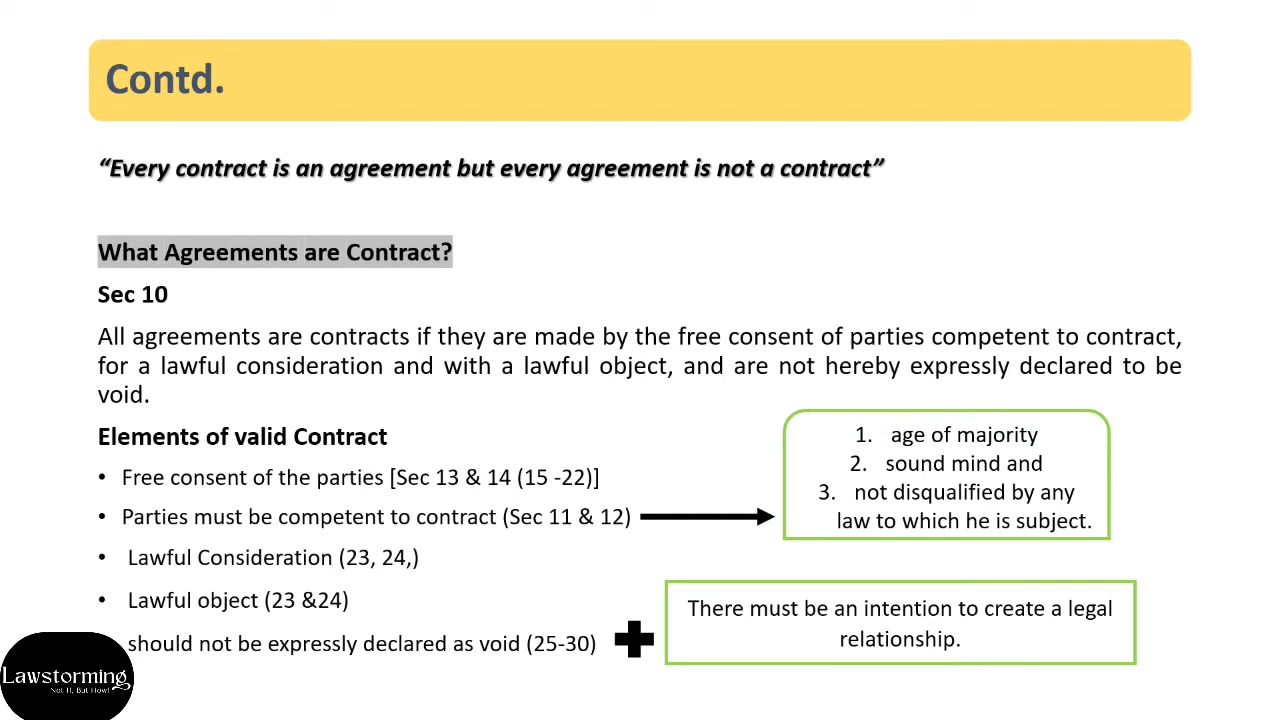 Contd.
“Every contract is an agreement but every agreement is not a contract”
What Agreements are Contract?
Sec 10
All agreements are contracts if they are made by the free consent of parties competent to contract,
for a lawful consideration and with a lawful object, and are not hereby expressly declared to be
void.
Elements of valid Contract
• Free consent of the parties [Sec 13 & 14 (15 -22)]
• Parties must be competent to contract (Sec 11 & 12)
• Lawful Consideration (23, 24,)
• Lawful object (23 &24)
should not be expressly declared as void (25-30)
1. age of majority
2. sound mind and
3. not disqualified by any
law to which he is subject.
There must be an intention to create a legal
relationship.
Lawstorming
Not If, But How!